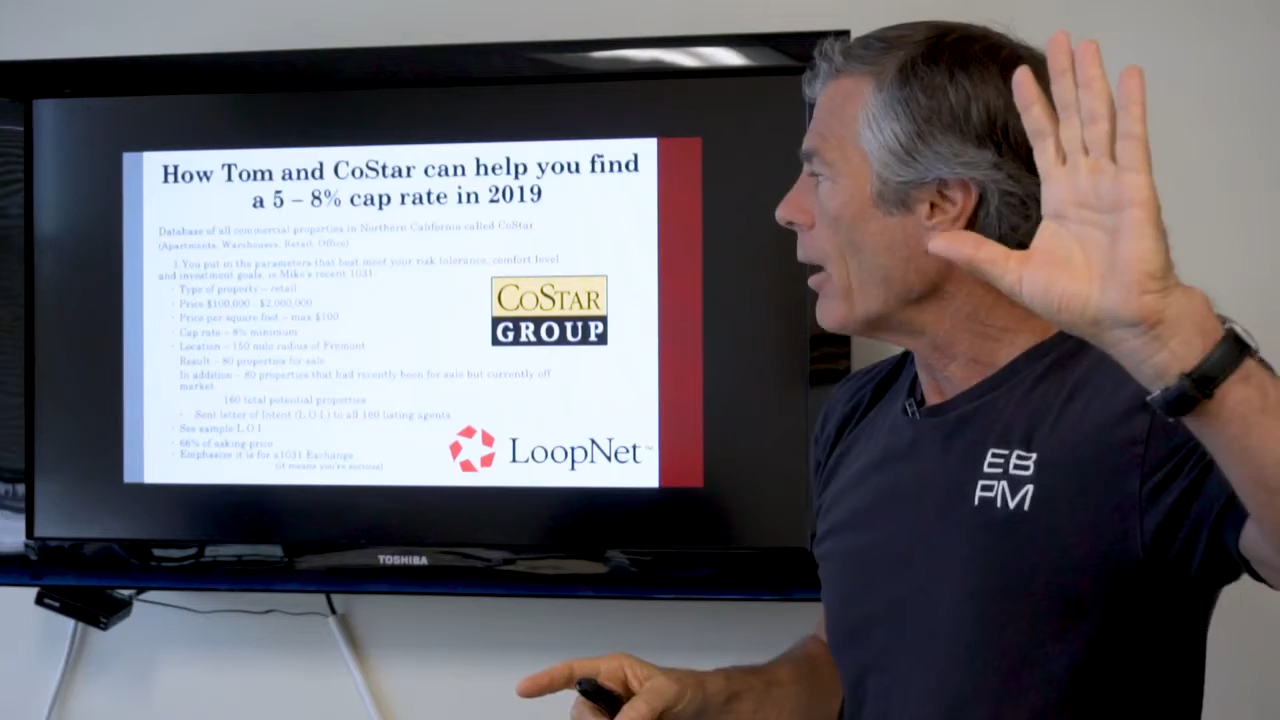 How Tom and CoStar can help you find
a 5 – 8% cap rate in 2019
Database of all commercial properties in Northern California called CoStar
(Apartments, Warehouses, Retail, Office)
1 You put in the parameters that best meet your risk tolerance, comfort level
and investment goals, ie Mike's recent 1031:
· Type of property – retail
· Price $100,000 - $2,000,000
· Price per square foot – max $100
· Cap rate – 8% minimum
· Location – 150 mile radius of Fremont
Result – 80 properties for sale
In addition – 80 properties that had recently been for sale but currently off
market
160 total potential properties
· Sent letter of Intent (L.O.I.) to all 160 listing agents
· See sample L.O.I.
· 66% of asking price
· Emphasize it is for a 1031 Exchange
(it means you're serious)
COSTAR
GROUP
LoopNet™
TOSHIBA
EB
PM